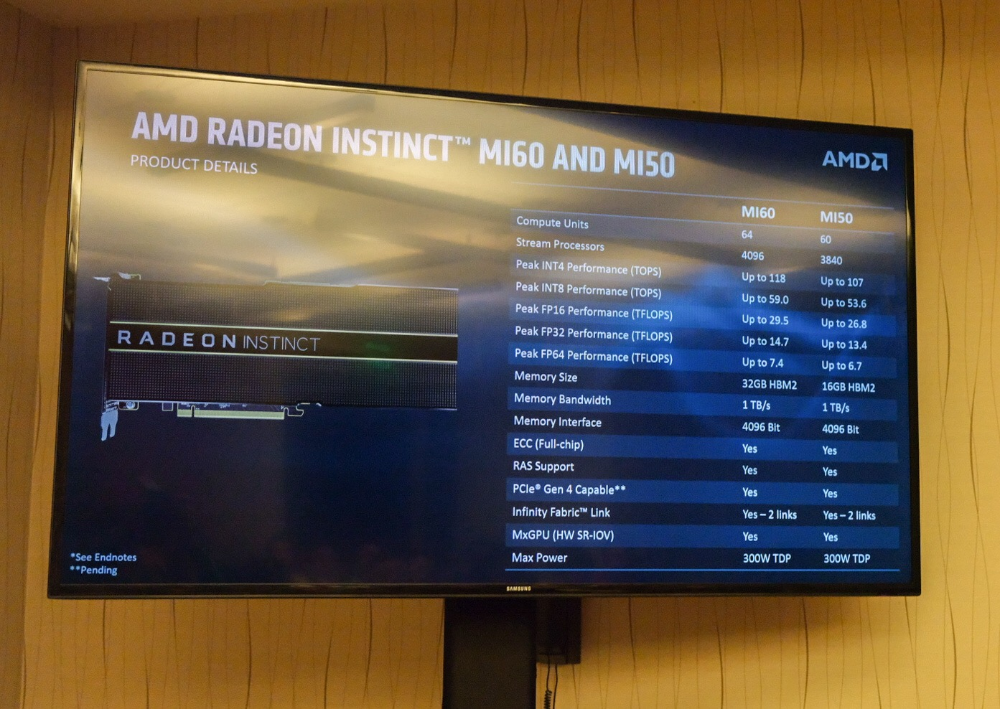 AMD RADEON INSTINCT™ MI60 AND MI50
PRODUCT DETAILS
AMD
RADEON INSTINCT
MI60 MI50
Compute Units 64 60
Stream Processors 4096 3840
Peak INT4 Performance (TOPS) Up to 118 Up to 107
Peak INT8 Performance (TOPS) Up to 59.0 Up to 53.6
Peak FP16 Performance (TFLOPS) Up to 29.5 Up to 26.8
Peak FP32 Performance (TFLOPS) Up to 14.7 Up to 13.4
Peak FP64 Performance (TFLOPS) Up to 7.4 Up to 6.7
Memory Size 32GB HBM2 16GB HBM2
Memory Bandwidth 1 TB/s 1 TB/s
Memory Interface 4096 Bit 4096 Bit
ECC (Full-chip) Yes Yes
RAS Support Yes Yes
PCIe® Gen 4 Capable** Yes Yes
Infinity Fabric™ Link Yes – 2 links Yes – 2 links
MxGPU (HW SR-IOV) Yes Yes
Max Power 300W TDP 300W TDP
*See Endnotes
**Pending
SAMSUNG